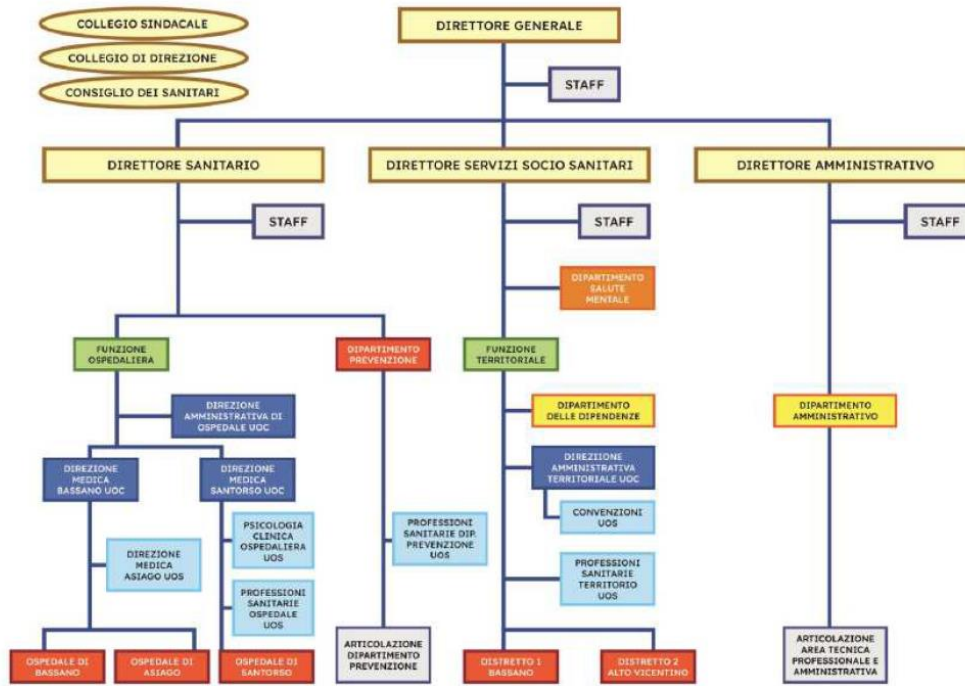 COLLEGIO SINDACALE
DIRETTORE GENERALE
COLLEGIO DI DIREZIONE
STAFF
CONSIGLIO DEI SANITARI
DIRETTORE SANITARIO
DIRETTORE SERVIZI SOCIO SANITARI
DIRETTORE AMMINISTRATIVO
STAFF
STAFF
STAFF
DIPARTIMENTO
SALUTE
MENTALE
FUNZIONE
OSPEDALIERA
DIPARTIMENTO
PREVENZIONE
FUNZIONE
TERRITORIALE
DIREZIONE
AMMINISTRATIVA DI
OSPEDALE UOC
DIPARTIMENTO
DELLE DIPENDENZE
DIPARTIMENTO
AMMINISTRATIVO
DIREZIONE
MEDICA
BASSANO UOC
DIREZIONE
MEDICA
SANTORSO UOC
DIREZIIONE
AMMINISTRATIVA
TERRITORIALE UOC
PSICOLOGIA
CLINICA
OSPEDALIERA
UOS
PROFESSIONI
SANITARIE DIP.
PREVENZIONE
UOS
CONVENZIONI
UOS
DIREZIONE
MEDICA
ASIAGO UOS
PROFESSIONI
SANITARIE
OSPEDALE
UOS
PROFESSIONI
SANITARIE
TERRITORIO
UOS
OSPEDALE DI
BASSANO
OSPEDALE DI
ASIAGO
OSPEDALE DI
SANTORSO
ARTICOLAZIONE
DIPARTIMENTO
PREVENZIONE
DISTRETTO 1
BASSANO
DISTRETTO 2
ALTO VICENTINO
ARTICOLAZIONE
AREA TECNICA
PROFESSIONALE E
AMMINISTRATIVA